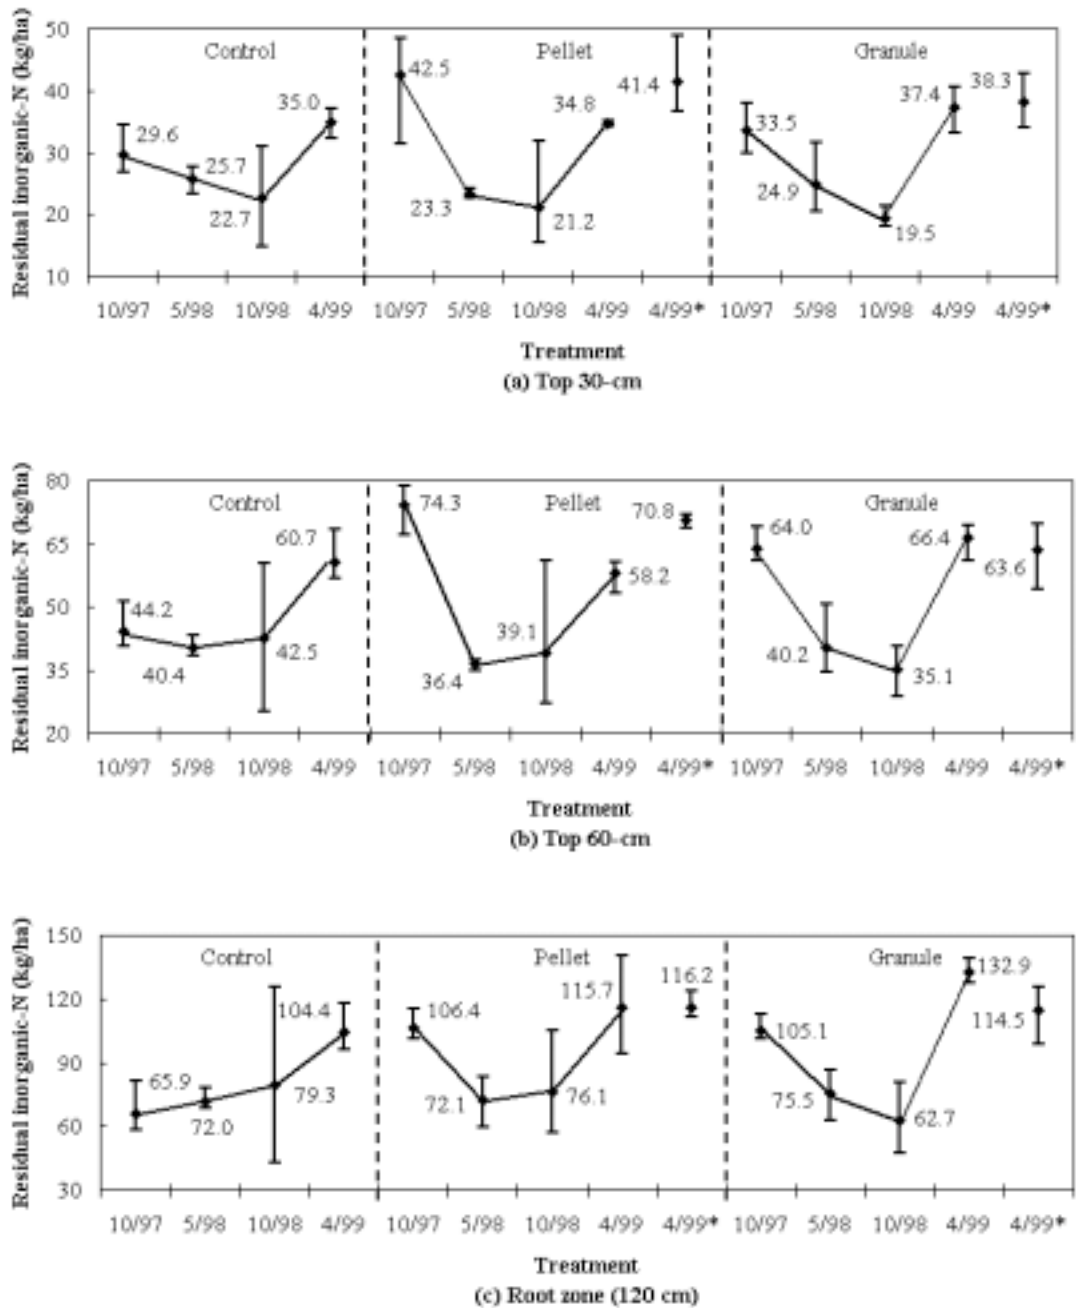 Residual inorganic-N (kg/ha)
50
40
30
20
10
Control
Pellet
Granule
29.6
25.7
22.7
35.0
42.5
23.3
21.2
34.8
41.4
33.5
24.9
19.5
37.4
38.3
10/97 5/98 10/98 4/99 10/97 5/98 10/98 4/99 4/99* 10/97 5/98 10/98 4/99 4/99*
Treatment
(a) Top 30-cm
Residual inorganic-N (kg/ha)
80
65
50
35
20
Control
Pellet
Granule
44.2
40.4
42.5
60.7
74.3
36.4
39.1
58.2
70.8
64.0
40.2
35.1
66.4
63.6
10/97 5/98 10/98 4/99 10/97 5/98 10/98 4/99 4/99* 10/97 5/98 10/98 4/99 4/99*
Treatment
(b) Top 60-cm
Residual inorganic-N (kg/ha)
150
120
90
60
30
Control
Pellet
Granule
65.9
72.0
79.3
104.4
106.4
72.1
76.1
115.7
116.2
105.1
75.5
62.7
132.9
114.5
10/97 5/98 10/98 4/99 10/97 5/98 10/98 4/99 4/99* 10/97 5/98 10/98 4/99 4/99*
Treatment
(c) Root zone (120 cm)